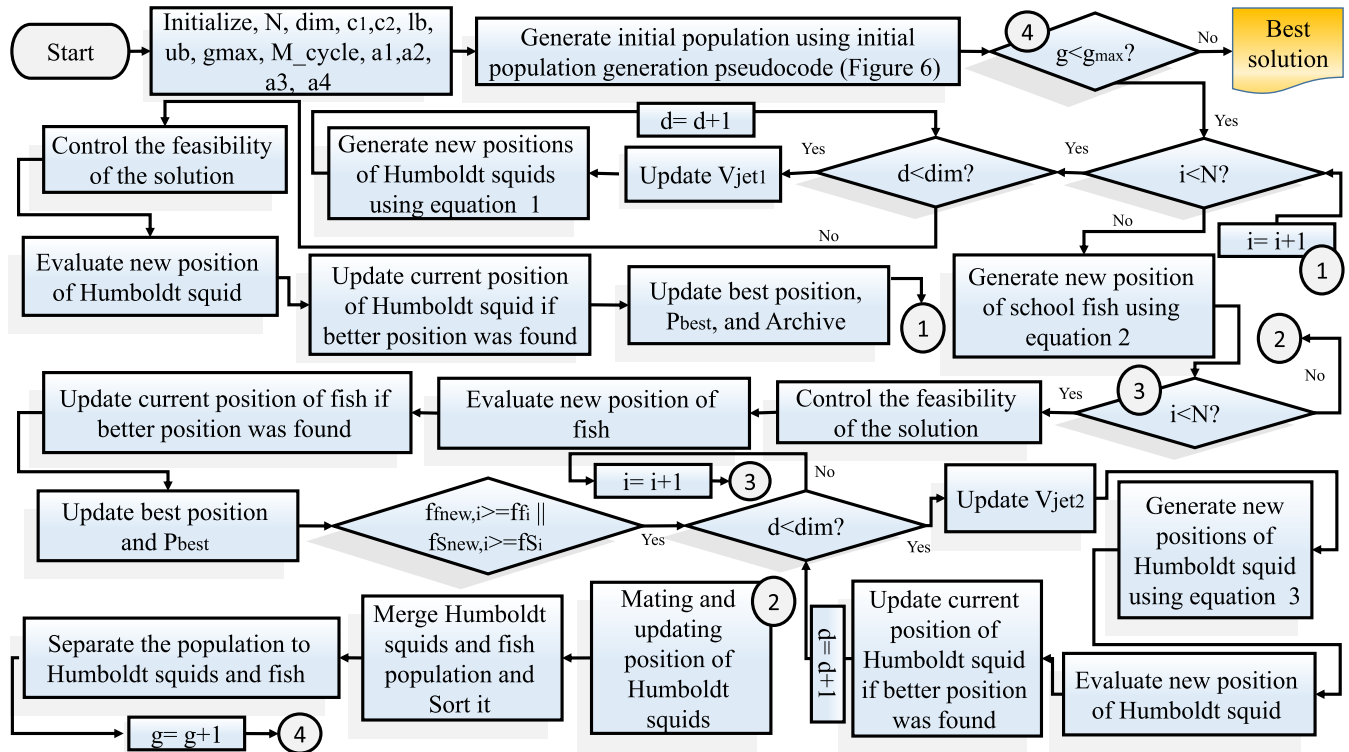 Start
Initialize, N, dim, c1,c2, lb,
ub, gmax, M_cycle, a1,a2,
a3, a4
Generate initial population using initial
population generation pseudocode (Figure 6)
4
g<gmax?
No
Best
solution
Yes
Control the feasibility
of the solution
d= d+1
Generate new positions
of Humboldt squids
using equation 1
Update Vjet1
Yes
d<dim?
Yes
i<N?
No
No
i= i+1
1
Evaluate new position
of Humboldt squid
Update current position
of Humboldt squid if
better position was found
Update best position,
Pbest, and Archive
1
Generate new position
of school fish using
equation 2
2
No
Update current position of fish if
better position was found
Evaluate new position of
fish
Control the feasibility
of the solution
Yes
3
i<N?
Update best position
and Pbest
ffnew,i>=ffi ||
fSnew,i>=fSi
Yes
i= i+1
3
No
d<dim?
Yes
Update Vjet2
Generate new
positions of
Humboldt squid
using equation 3
Separate the population to
Humboldt squids and fish
Merge Humboldt
squids and fish
population and
Sort it
Mating and
updating
position of
Humboldt
squids
2
d= d+1
Update current
position of
Humboldt squid
if better position
was found
Evaluate new position
of Humboldt squid
g= g+1
4